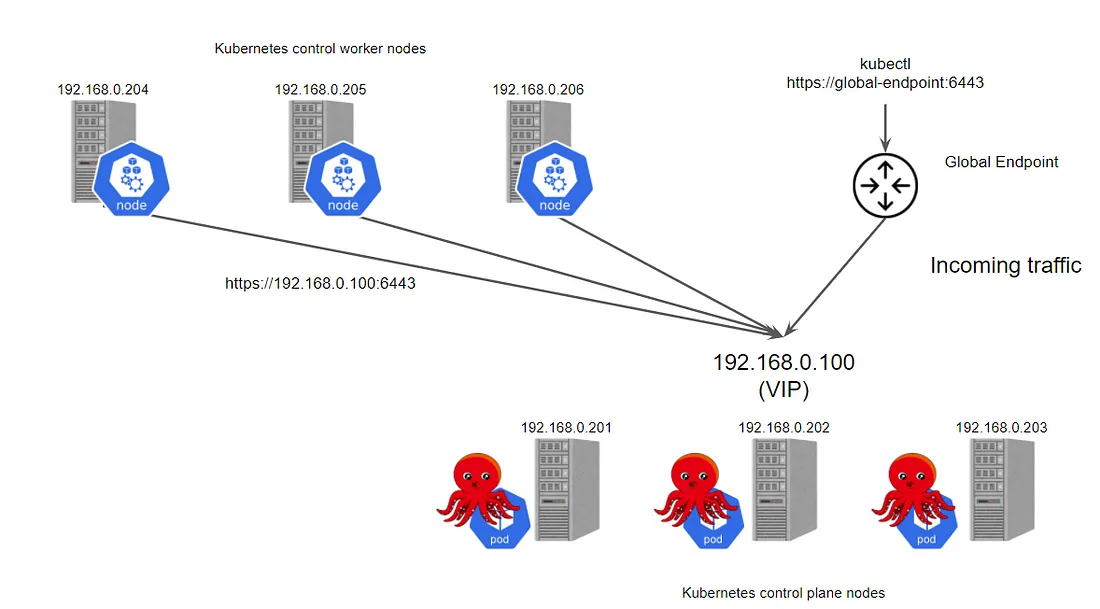 Kubernetes control worker nodes
192.168.0.204
192.168.0.205
192.168.0.206
node
node
node
kubectl
https://global-endpoint:6443
Global Endpoint
Incoming traffic
https://192.168.0.100:6443
192.168.0.100
(VIP)
192.168.0.201
192.168.0.202
192.168.0.203
pod
pod
pod
Kubernetes control plane nodes